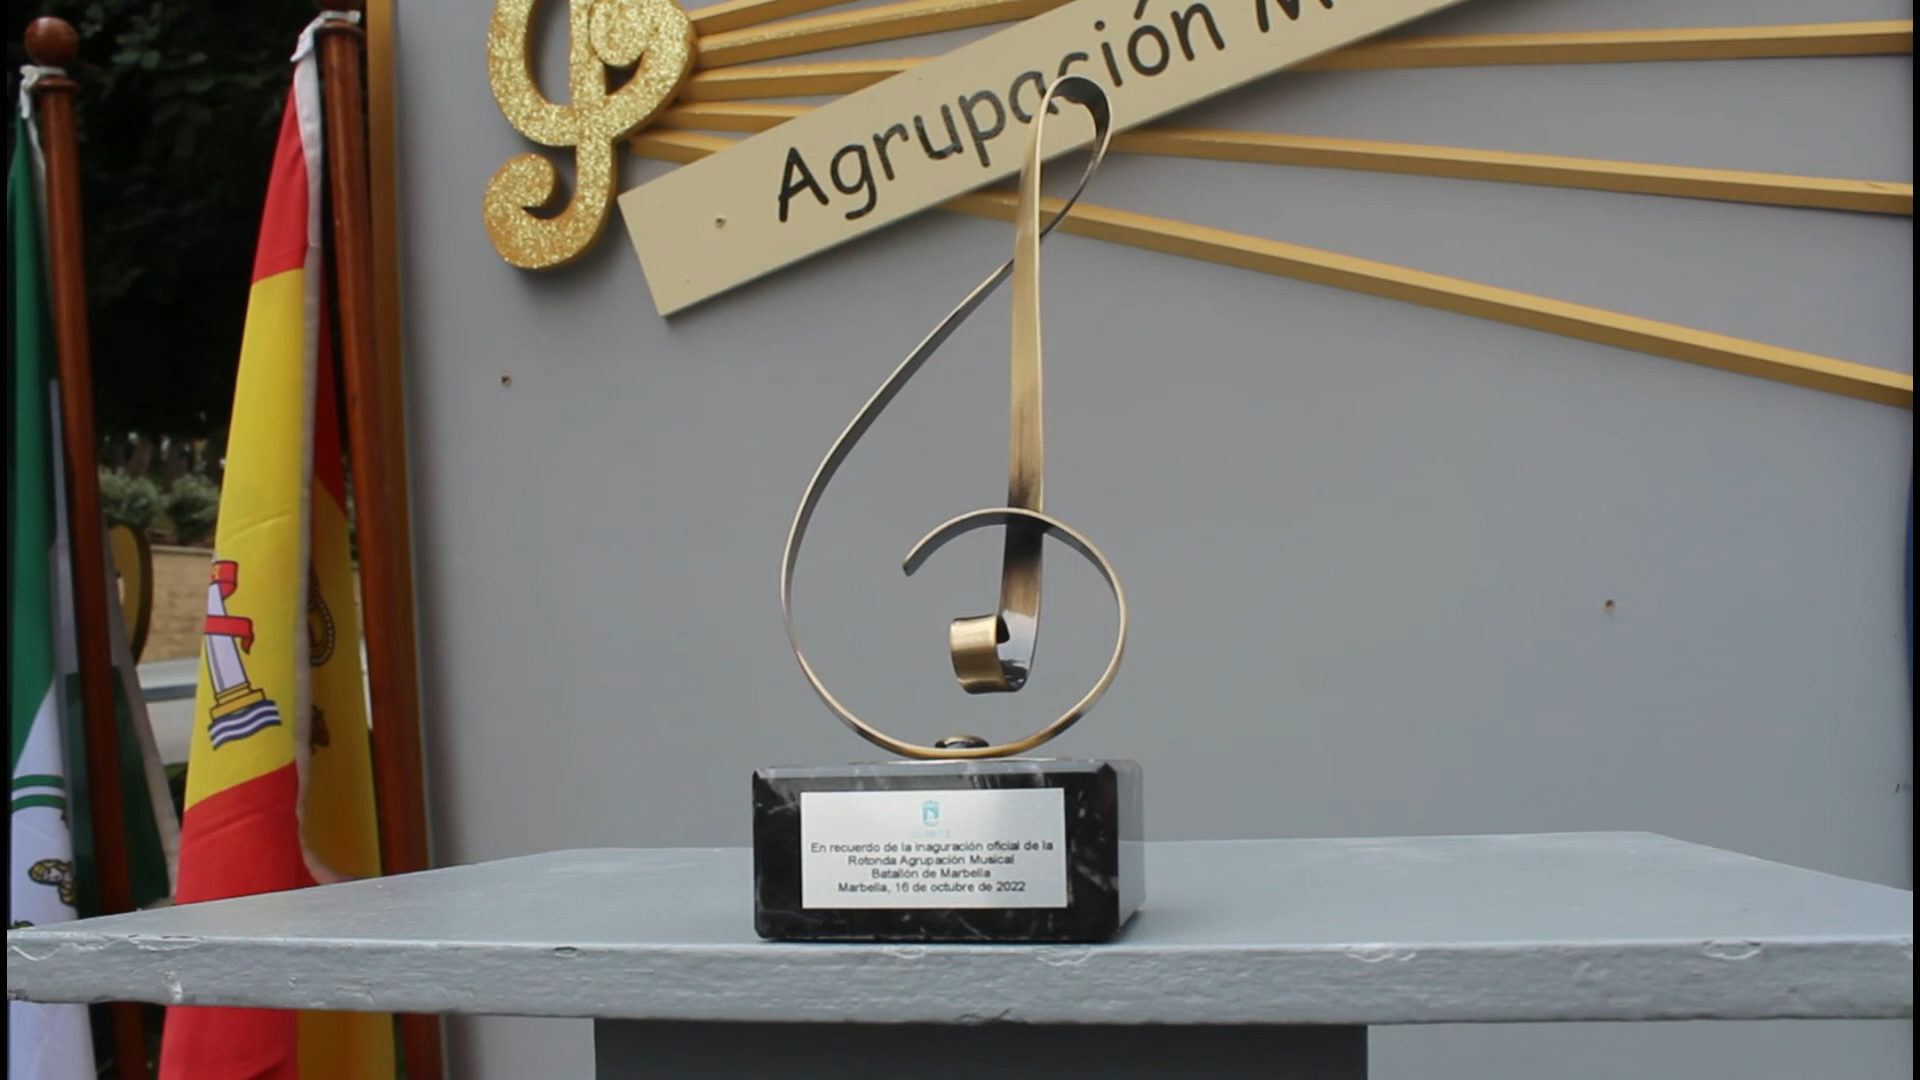 Agrupación M
En recuerdo de la inaguración oficial de la
Rotonda Agrupación Musical
Batallón de Marbella
Marbella, 16 de octubre de 2022